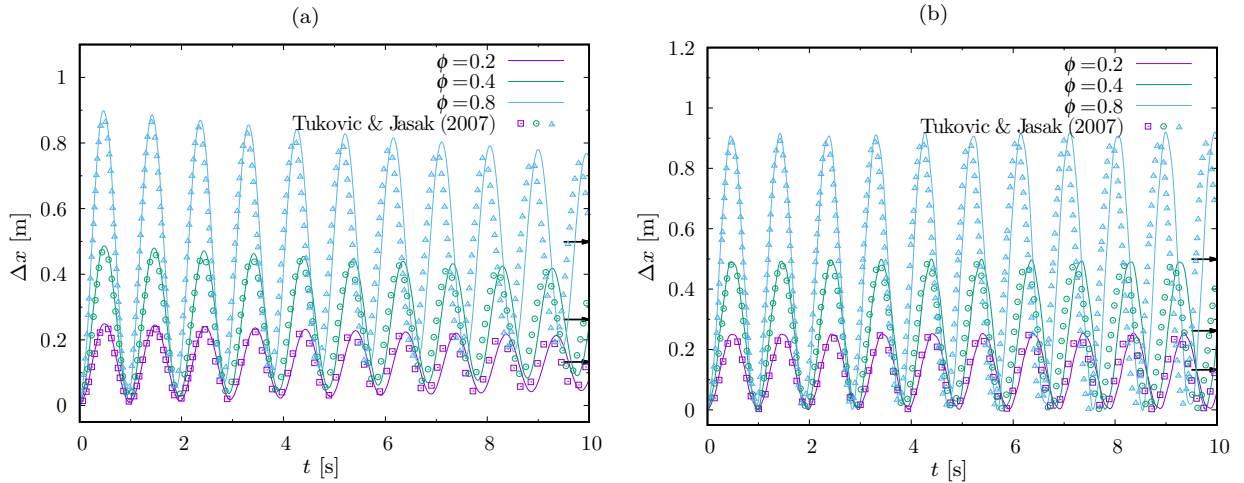 (a)
1
0.8
0.6
0.4
0.2
0
Δx [m]
0 2 4 6 8 10
t [s]
ϕ = 0.2
ϕ = 0.4
ϕ = 0.8
Tukovic & Jasak (2007)
(b)
1.2
1
0.8
0.6
0.4
0.2
0
Δx [m]
0 2 4 6 8 10
t [s]
ϕ = 0.2
ϕ = 0.4
ϕ = 0.8
Tukovic & Jasak (2007)